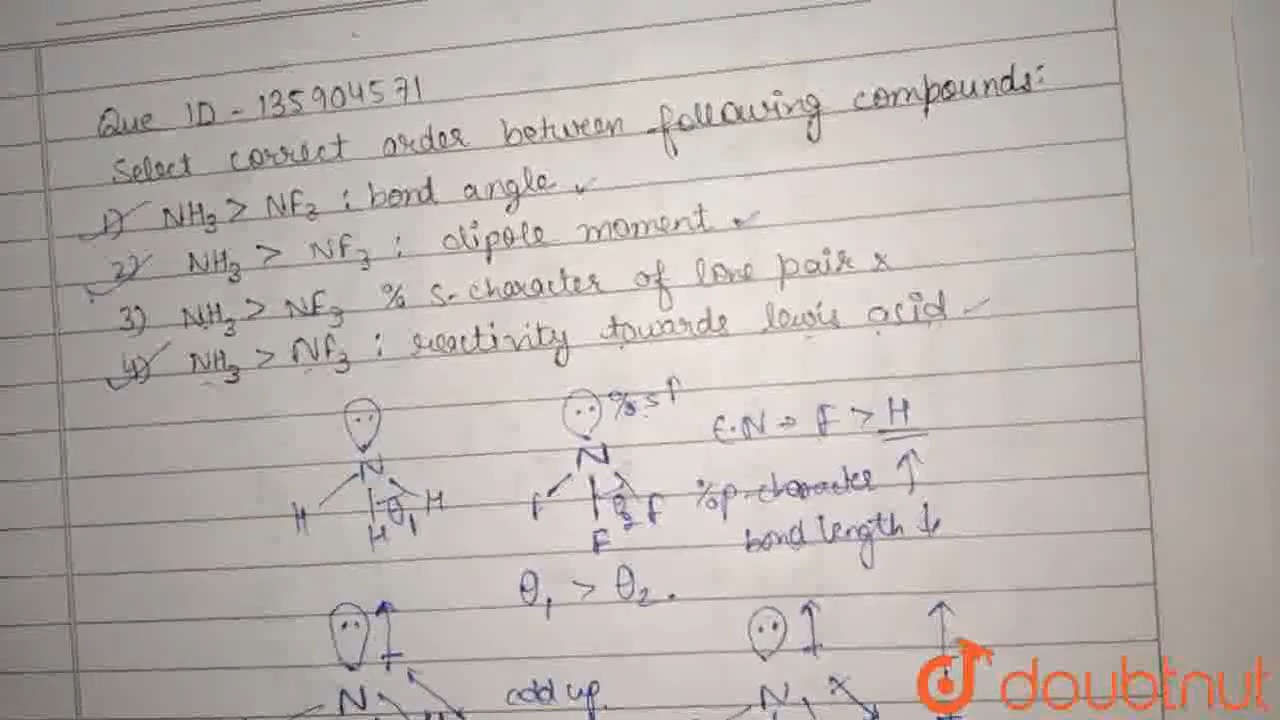 Que ID - 135904571
Select correct order between following compounds:
1) NH3 > NF3 : bond angle ✓
2) NH3 > NF3 : dipole moment ✓
3) NH3 > NF3 % s-character of lone pair x
4) NH3 > NF3 : reactivity towards lewis acid ✓
%s ↑
E.N → F > H
N
N
H H
H θ1
F F
F θ2
%p-character ↑
bond length ↓
θ1 > θ2.
N
add up
N x
doubtnut